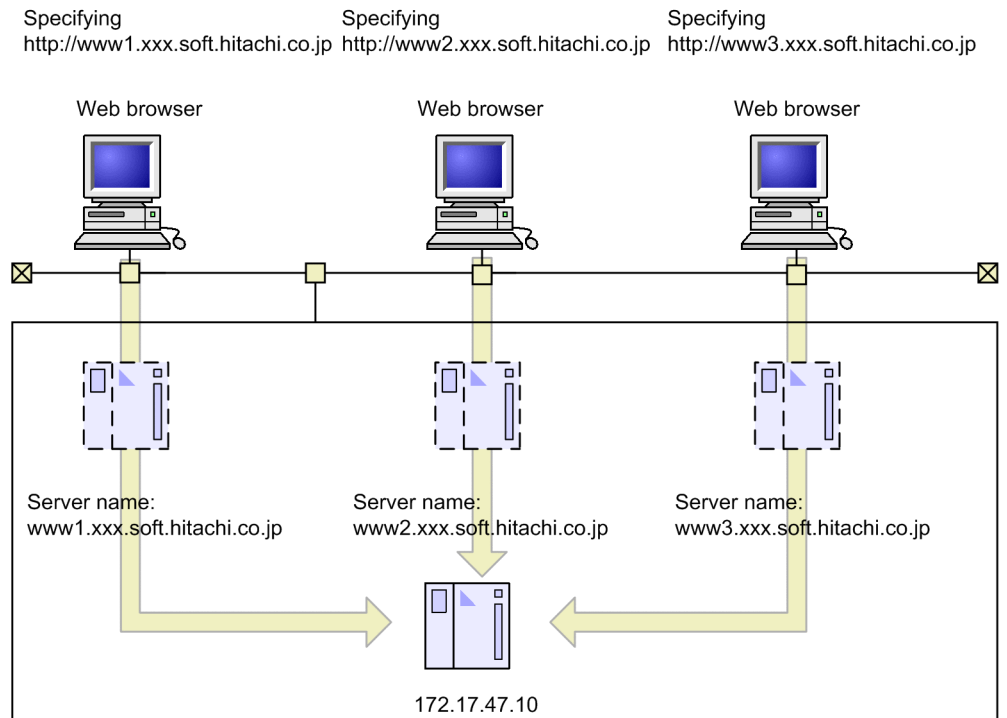 Specifying
http://www1.xxx.soft.hitachi.co.jp
Specifying
http://www2.xxx.soft.hitachi.co.jp
Specifying
http://www3.xxx.soft.hitachi.co.jp
Web browser
Web browser
Web browser
Server name:
www1.xxx.soft.hitachi.co.jp
Server name:
www2.xxx.soft.hitachi.co.jp
Server name:
www3.xxx.soft.hitachi.co.jp
172.17.47.10